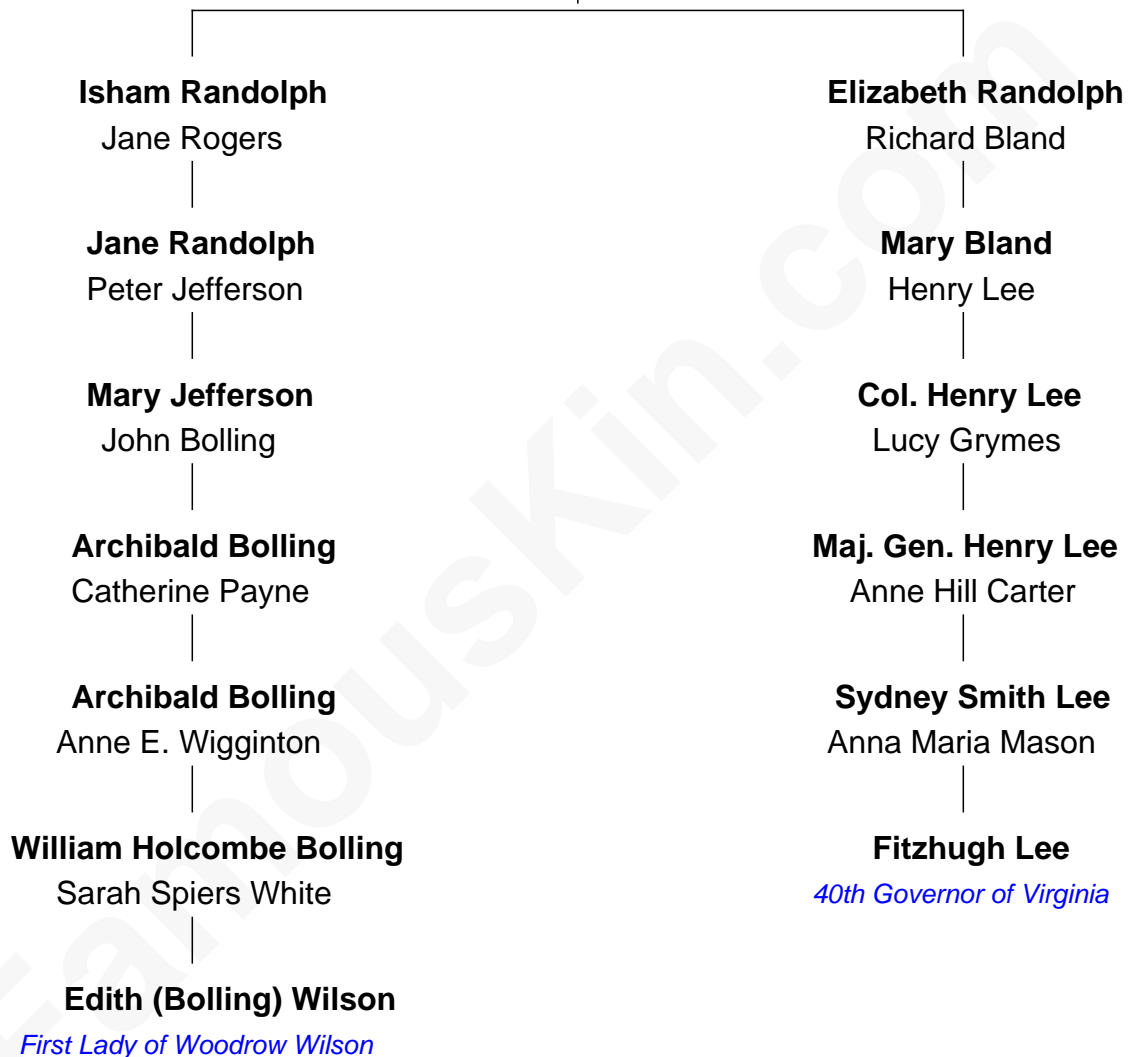 Isham Randolph
Jane Rogers
Jane Randolph
Peter Jefferson
Mary Jefferson
John Bolling
Archibald Bolling
Catherine Payne
Archibald Bolling
Anne E. Wigginton
William Holcombe Bolling
Sarah Spiers White
Edith (Bolling) Wilson
First Lady of Woodrow Wilson
Elizabeth Randolph
Richard Bland
Mary Bland
Henry Lee
Col. Henry Lee
Lucy Grymes
Maj. Gen. Henry Lee
Anne Hill Carter
Sydney Smith Lee
Anna Maria Mason
Fitzhugh Lee
40th Governor of Virginia
FamousKin.com